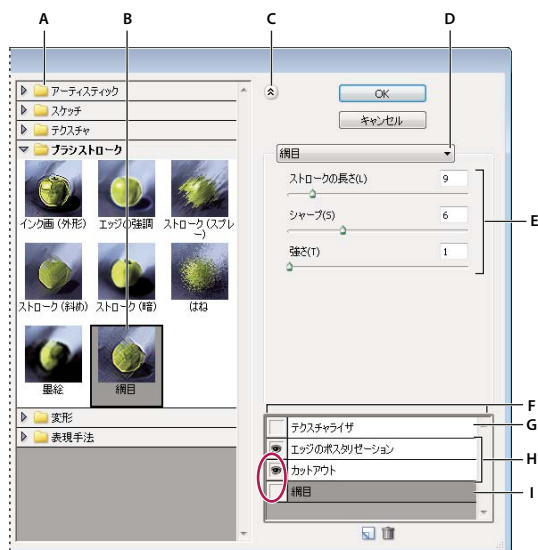 A
B
C
D
アーティスティック
スケッチ
テクスチャ
ブラシストローク
インク画 (外形)
エッジの強調
ストローク (スプレ
ー)
ストローク (斜め)
ストローク (暗)
はね
墨絵
網目
変形
表現手法
OK
キャンセル
網目
ストロークの長さ(L)
9
シャープ(S)
6
強さ(T)
1
E
F
テクスチャライザ
G
エッジのポスタリゼーション
カットアウト
H
網目
I